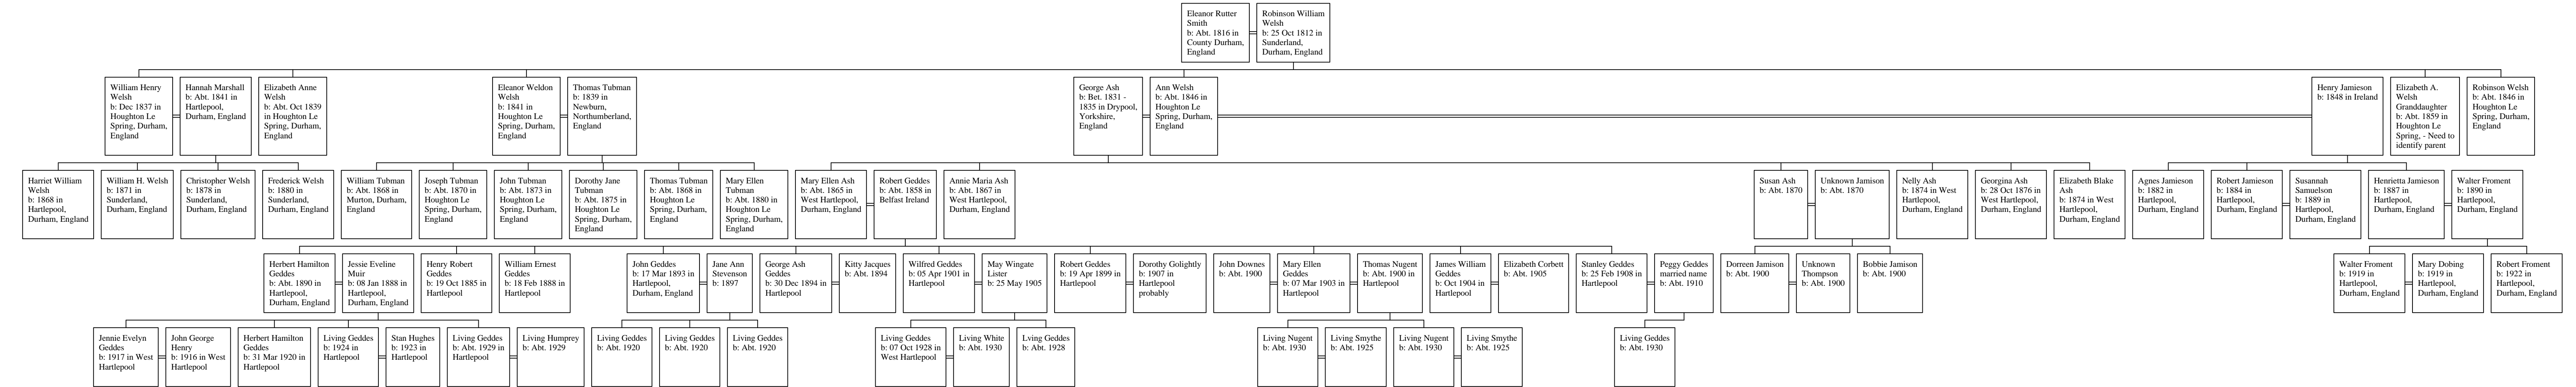 Eleanor Rutter
Smith
b: Abt. 1816 in
County Durham,
England
Robinson William
Welsh
b: 25 Oct 1812 in
Sunderland,
Durham, England
William Henry
Welsh
b: Dec 1837 in
Houghton Le
Spring, Durham,
England
Hannah Marshall
b: Abt. 1841 in
Hartlepool,
Durham, England
Elizabeth Anne
Welsh
b: Abt. Oct 1839
in Houghton Le
Spring, Durham,
England
Eleanor Weldon
Welsh
b: 1841 in
Houghton Le
Spring, Durham,
England
Thomas Tubman
b: 1839 in
Newburn,
Northumberland,
England
George Ash
b: Bet. 1831 -
1835 in Drypool,
Yorkshire,
England
Ann Welsh
b: Abt. 1846 in
Houghton Le
Spring, Durham,
England
Henry Jamieson
b: 1848 in Ireland
Elizabeth A.
Welsh
Granddaughter
b: Abt. 1859 in
Houghton Le
Spring, - Need to
identify parent
Robinson Welsh
b: Abt. 1846 in
Houghton Le
Spring, Durham,
England
Harriet William
Welsh
b: 1868 in
Hartlepool,
Durham, England
William H. Welsh
b: 1871 in
Sunderland,
Durham, England
Christopher Welsh
b: 1878 in
Sunderland,
Durham, England
Frederick Welsh
b: 1880 in
Sunderland,
Durham, England
William Tubman
b: Abt. 1868 in
Murton, Durham,
England
Joseph Tubman
b: Abt. 1870 in
Houghton Le
Spring, Durham,
England
John Tubman
b: Abt. 1873 in
Houghton Le
Spring, Durham,
England
Dorothy Jane
Tubman
b: Abt. 1875 in
Houghton Le
Spring, Durham,
England
Thomas Tubman
b: Abt. 1868 in
Houghton Le
Spring, Durham,
England
Mary Ellen
Tubman
b: Abt. 1880 in
Houghton Le
Spring, Durham,
England
Mary Ellen Ash
b: Abt. 1865 in
West Hartlepool,
Durham, England
Robert Geddes
b: Abt. 1858 in
Belfast Ireland
Annie Maria Ash
b: Abt. 1867 in
West Hartlepool,
Durham, England
Susan Ash
b: Abt. 1870
Unknown Jamison
b: Abt. 1870
Nelly Ash
b: 1874 in West
Hartlepool,
Durham, England
Georgina Ash
b: 28 Oct 1876 in
West Hartlepool,
Durham, England
Elizabeth Blake
Ash
b: 1874 in West
Hartlepool,
Durham, England
Agnes Jamieson
b: 1882 in
Hartlepool,
Durham, England
Robert Jamieson
b: 1884 in
Hartlepool,
Durham, England
Susannah
Samuelson
b: 1889 in
Hartlepool,
Durham, England
Henrietta Jamieson
b: 1887 in
Hartlepool,
Durham, England
Walter Froment
b: 1890 in
Hartlepool,
Durham, England
Herbert Hamilton
Geddes
b: Abt. 1890 in
Hartlepool,
Durham, England
Jessie Eveline
Muir
b: 08 Jan 1888 in
Hartlepool,
Durham, England
Henry Robert
Geddes
b: 19 Oct 1885 in
Hartlepool
William Ernest
Geddes
b: 18 Feb 1888 in
Hartlepool
John Geddes
b: 17 Mar 1893 in
Hartlepool,
Durham, England
Jane Ann
Stevenson
b: 1897
George Ash
Geddes
b: 30 Dec 1894 in
Hartlepool
Kitty Jacques
b: Abt. 1894
Wilfred Geddes
b: 05 Apr 1901 in
Hartlepool
May Wingate
Lister
b: 25 May 1905
Robert Geddes
b: 19 Apr 1899 in
Hartlepool
Dorothy Golightly
b: 1907 in
Hartlepool
probably
John Downes
b: Abt. 1900
Mary Ellen
Geddes
b: 07 Mar 1903 in
Hartlepool
Thomas Nugent
b: Abt. 1900 in
Hartlepool
James William
Geddes
b: Oct 1904 in
Hartlepool
Elizabeth Corbett
b: Abt. 1905
Stanley Geddes
b: 25 Feb 1908 in
Hartlepool
Peggy Geddes
married name
b: Abt. 1910
Dorreen Jamison
b: Abt. 1900
Unknown
Thompson
b: Abt. 1900
Bobbie Jamison
b: Abt. 1900
Walter Froment
b: 1919 in
Hartlepool,
Durham, England
Mary Dobing
b: 1919 in
Hartlepool,
Durham, England
Robert Froment
b: 1922 in
Hartlepool,
Durham, England
Jennie Evelyn
Geddes
b: 1917 in West
Hartlepool
John George
Henry
b: 1916 in West
Hartlepool
Herbert Hamilton
Geddes
b: 31 Mar 1920 in
Hartlepool
Living Geddes
b: 1924 in
Hartlepool
Stan Hughes
b: 1923 in
Hartlepool
Living Geddes
b: Abt. 1929 in
Hartlepool
Living Humprey
b: Abt. 1929
Living Geddes
b: Abt. 1920
Living Geddes
b: Abt. 1920
Living Geddes
b: Abt. 1920
Living Geddes
b: 07 Oct 1928 in
West Hartlepool
Living White
b: Abt. 1930
Lvng Geddes
b: Abt. 1928
Living Nugent
b: Abt. 1930
Living Smythe
b: Abt. 1925
Living Nugent
b: Abt. 1930
Living Smythe
b: Abt. 1925
Living Geddes
b: Abt. 1930